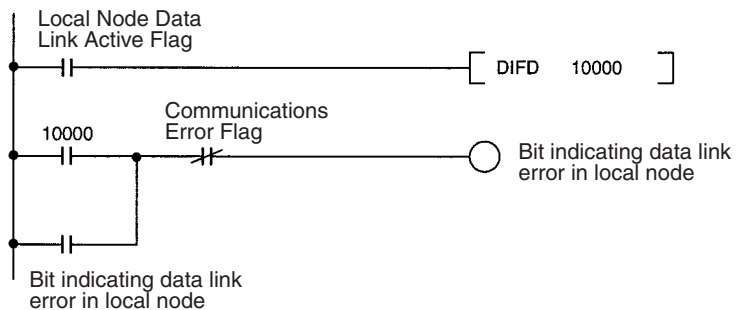 Local Node Data
Link Active Flag
DIFD 10000
Communications
Error Flag
10000
Bit indicating data link
error in local node
Bit indicating data link
error in local node